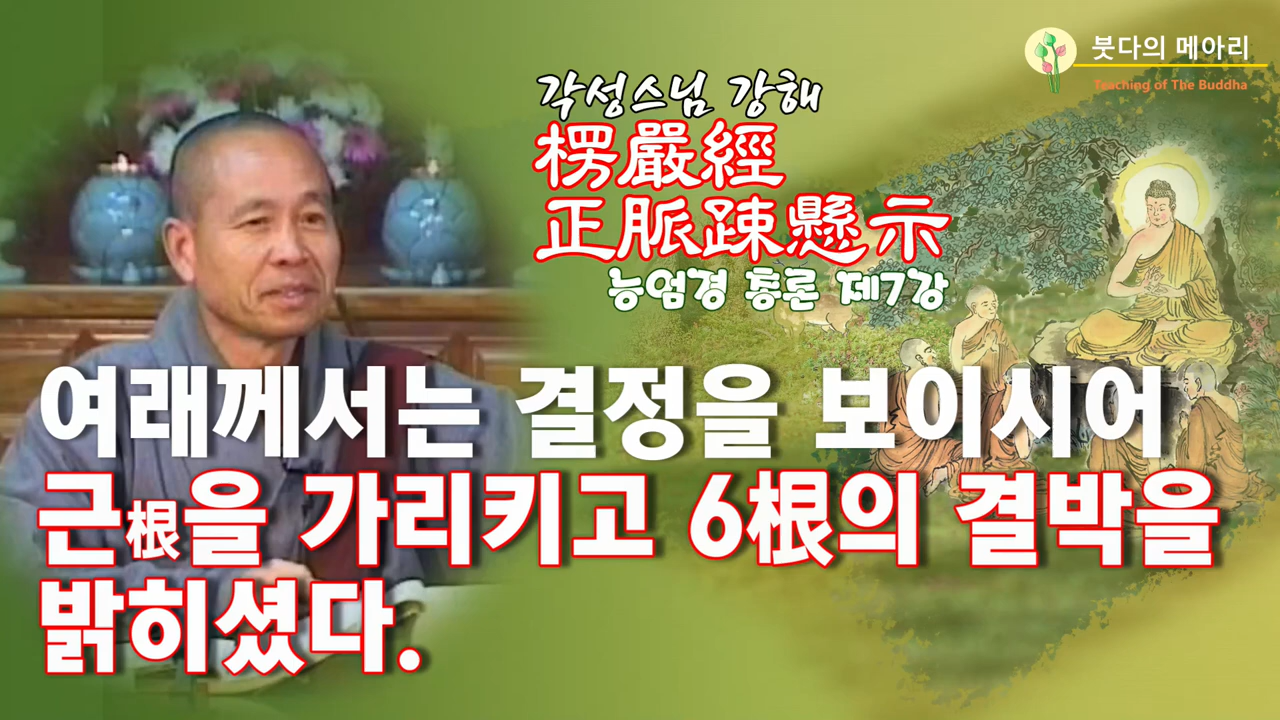 붓다의 메아리
Teaching of The Buddha
각성스님 강해
楞嚴經
正脈疎懸示
능엄경 총론 제7강
여래께서는 결정을 보이시어
근根을 가리키고 6根의 결박을
밝히셨다.